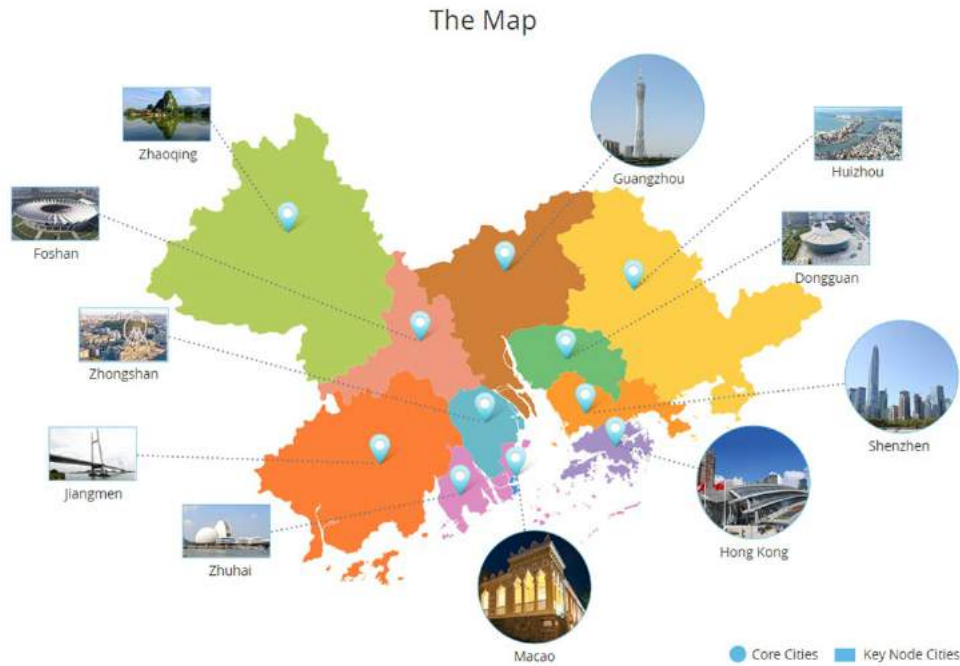 The Map
Zhaoqing
Guangzhou
Huizhou
Foshan
Dongguan
Zhongshan
Shenzhen
Jiangmen
Hong Kong
Zhuhai
Macao
Core Cities
Key Node Cities